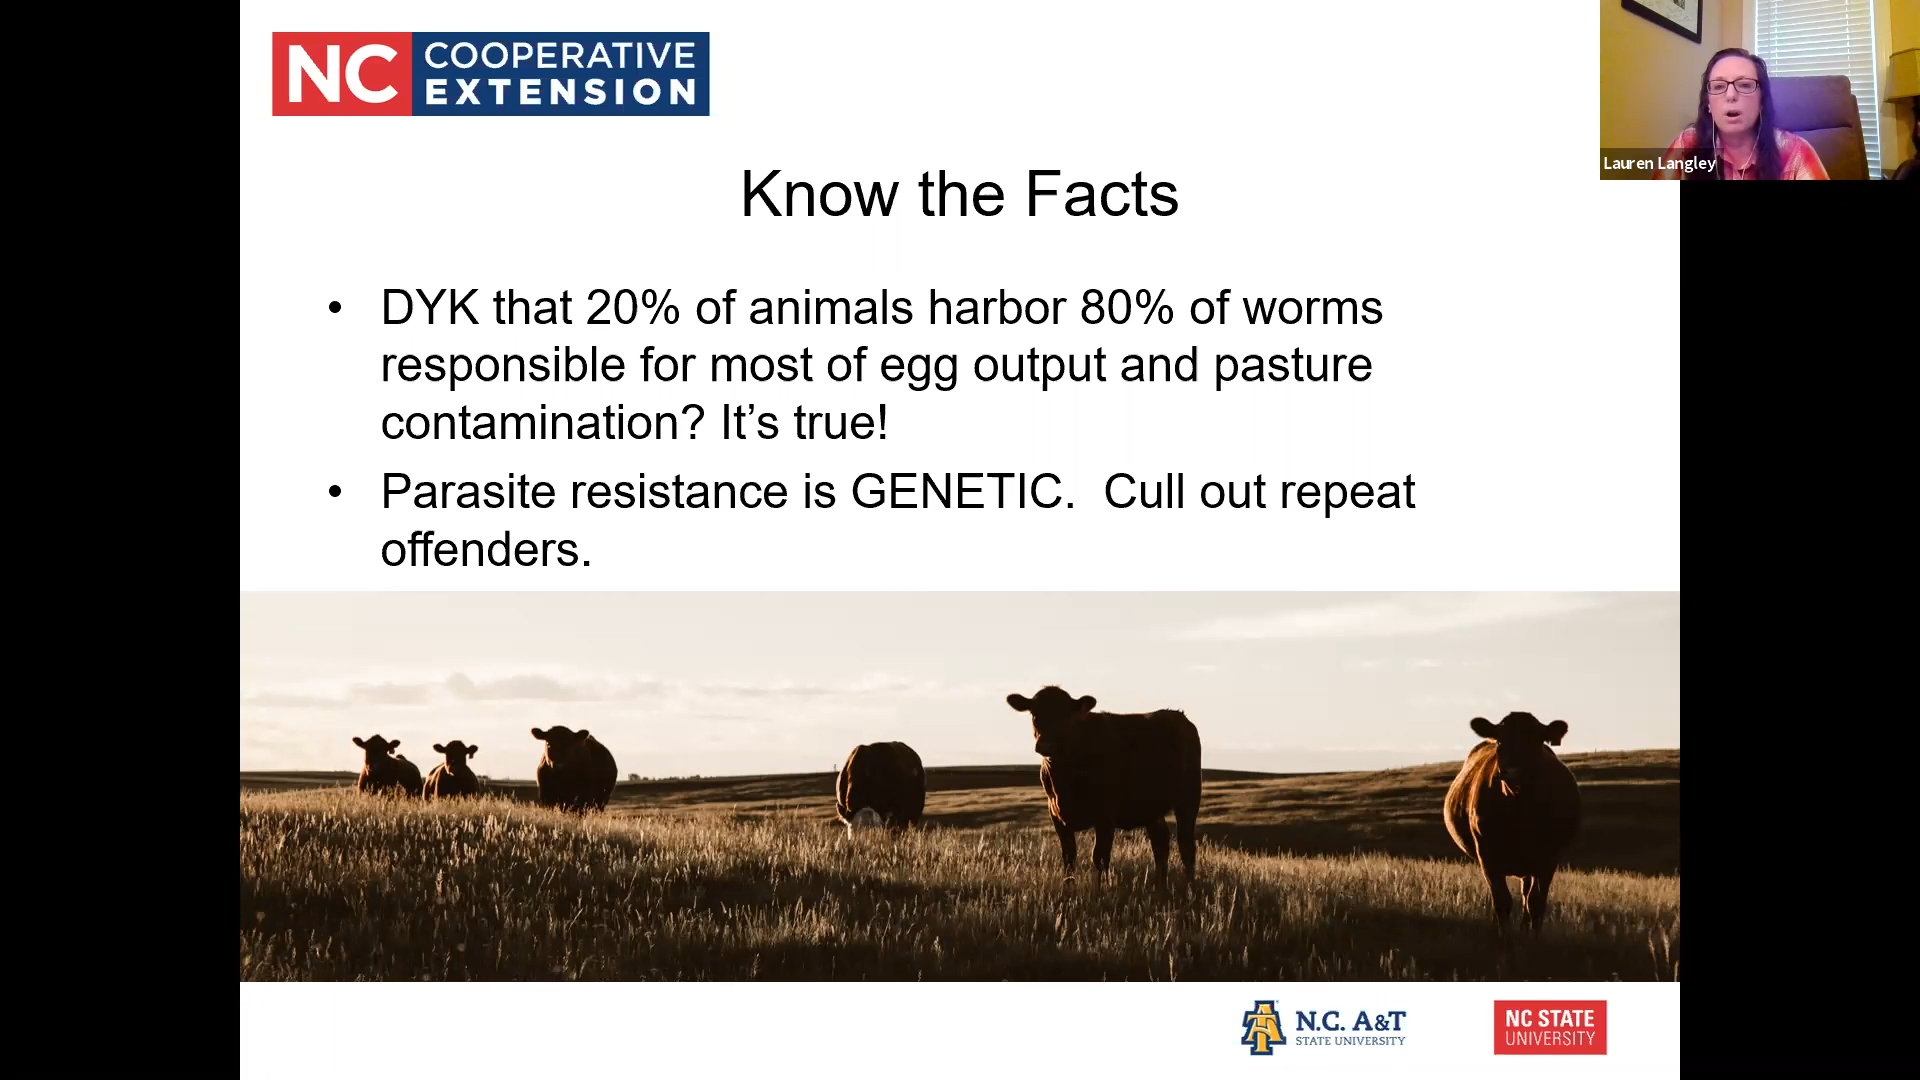 NC COOPERATIVE
EXTENSION
Lauren Langley
Know the Facts
• DYK that 20% of animals harbor 80% of worms
responsible for most of egg output and pasture
contamination? It’s true!
• Parasite resistance is GENETIC.  Cull out repeat
offenders.
N.C. A&T
STATE UNIVERSITY
NC STATE
UNIVERSITY